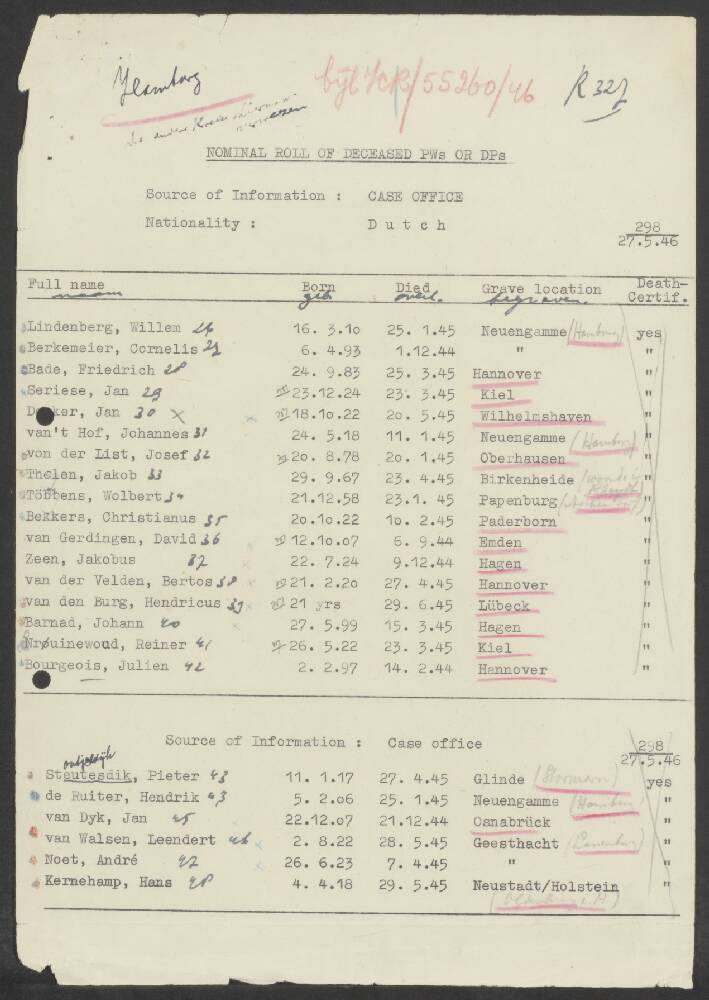 Hamburg
bijl. K/55260/46
R 327
NOMINAL ROLL OF DECEASED PWs OR DPs
Source of Information : CASE OFFICE
Nationality : D u t c h
298
27.5.46
Full name Born Died Grave location Death-
Certif.
naam geb overl. begraven.
Lindenberg, Willem 26 16. 3.10 25. 1.45 Neuengamme (Hamburg) yes
Berkemeier, Cornelis 27 6. 4.93 1.12.44 " "
Bade, Friedrich 28 24. 9.83 25. 3.45 Hannover "
Seriese, Jan 29 23.12.24 23. 3.45 Kiel "
D ker, Jan 30 x 18.10.22 20. 5.45 Wilhelmshaven "
van't Hof, Johannes 31 24. 5.18 11. 1.45 Neuengamme (Hamburg) "
von der List, Josef 32 20. 8.78 20. 1.45 Oberhausen "
Thelen, Jakob 33 29. 9.67 23. 4.45 Birkenheide "
Többens, Wolbert 34 21.12.58 23.1. 45 Papenburg "
Bekkers, Christianus 35 20.10.22 10. 2.45 Paderborn "
van Gerdingen, David 36 12.10.07 6. 9.44 Emden "
Zeen, Jakobus 37 22. 7.24 9.12.44 Hagen "
van der Velden, Bertos 38 21. 2.20 27. 4.45 Hannover "
van den Burg, Hendricus 39 21 yrs 29. 6.45 Lübeck "
Barnad, Johann 40 27. 5.99 15. 3.45 Hagen "
Nrouinewoud, Reiner 41 26. 5.22 23. 3.45 Kiel "
Bourgeois, Julien 42 2. 2.97 14. 2.44 Hannover "
Source of Information : Case office
298
27.5.46
Steutesdik, Pieter 43 11. 1.17 27. 4.45 Glinde (Stormarn) yes
de Ruiter, Hendrik 43 5. 2.06 25. 1.45 Neuengamme (Hamburg) "
van Dyk, Jan 45 22.12.07 21.12.44 Osnabrück "
van Walsen, Leendert 46 2. 8.22 28. 5.45 Geesthacht (Lauenburg) "
Noet, André 47 26. 6.23 7. 4.45 " "
Kernehamp, Hans 48 4. 4.18 29. 5.45 Neustadt/Holstein "
(Oldenburg i. H)